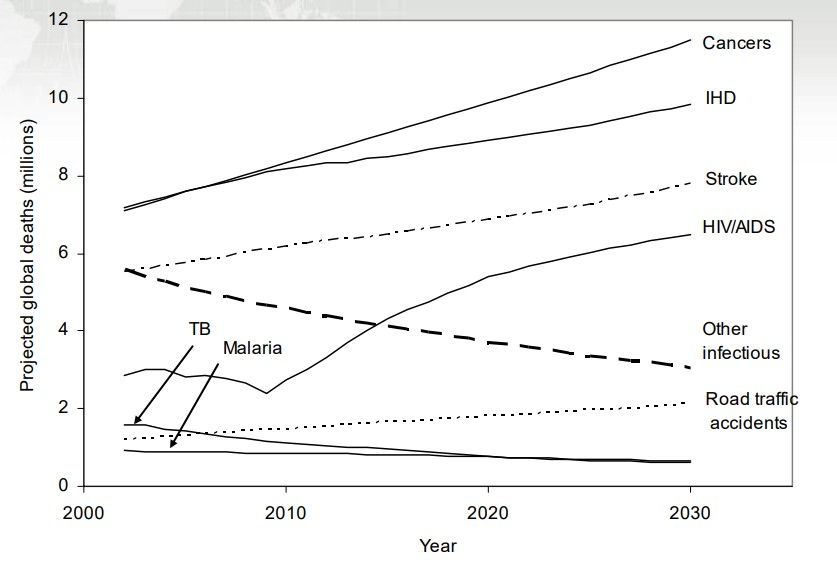 12
Cancers
10
IHD
8
Stroke
6
HIV/AIDS
4
TB
Malaria
Other
infectious
2
Road traffic
accidents
0
2000
2010
2020
2030
Year
Projected global deaths (millions)